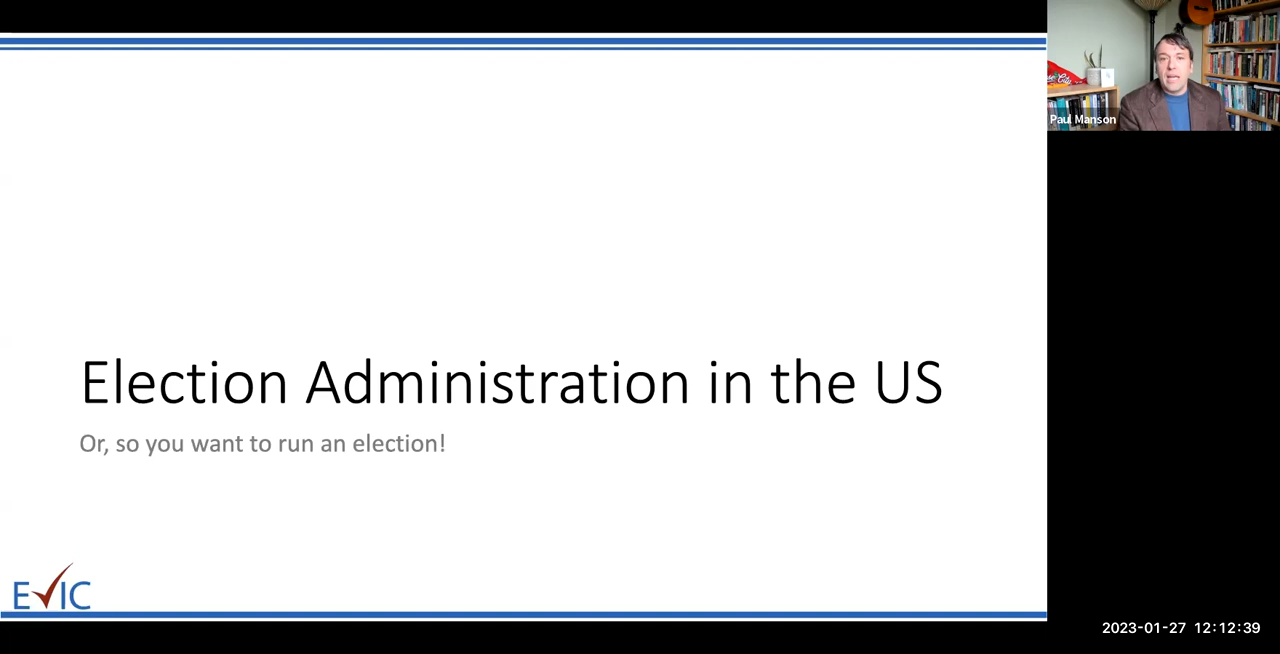 Election Administration in the US
Or, so you want to run an election!
EVIC
Paul Manson
2023-01-27 12:12:39